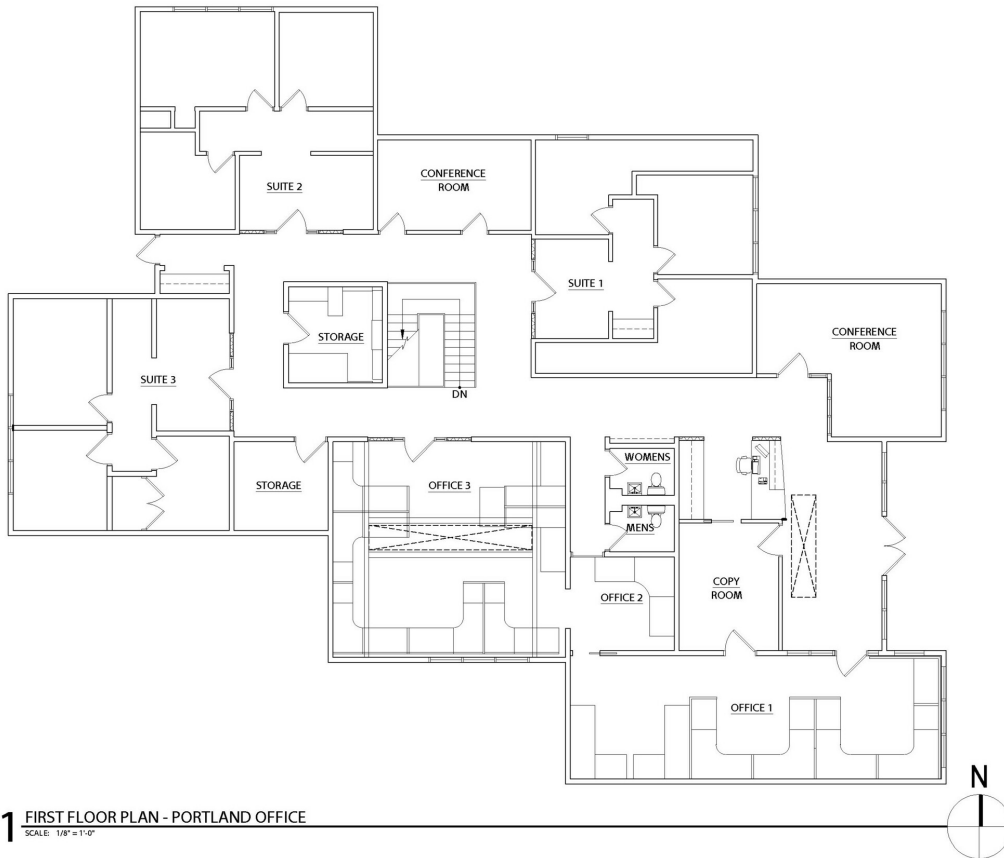 SUITE 2
CONFERENCE
ROOM
SUITE 1
STORAGE
CONFERENCE
ROOM
SUITE 3
DN
WOMENS
STORAGE
OFFICE 3
MENS
COPY
ROOM
OFFICE 2
OFFICE 1
N
1 FIRST FLOOR PLAN - PORTLAND OFFICE
SCALE: 1/8" = 1'-0"